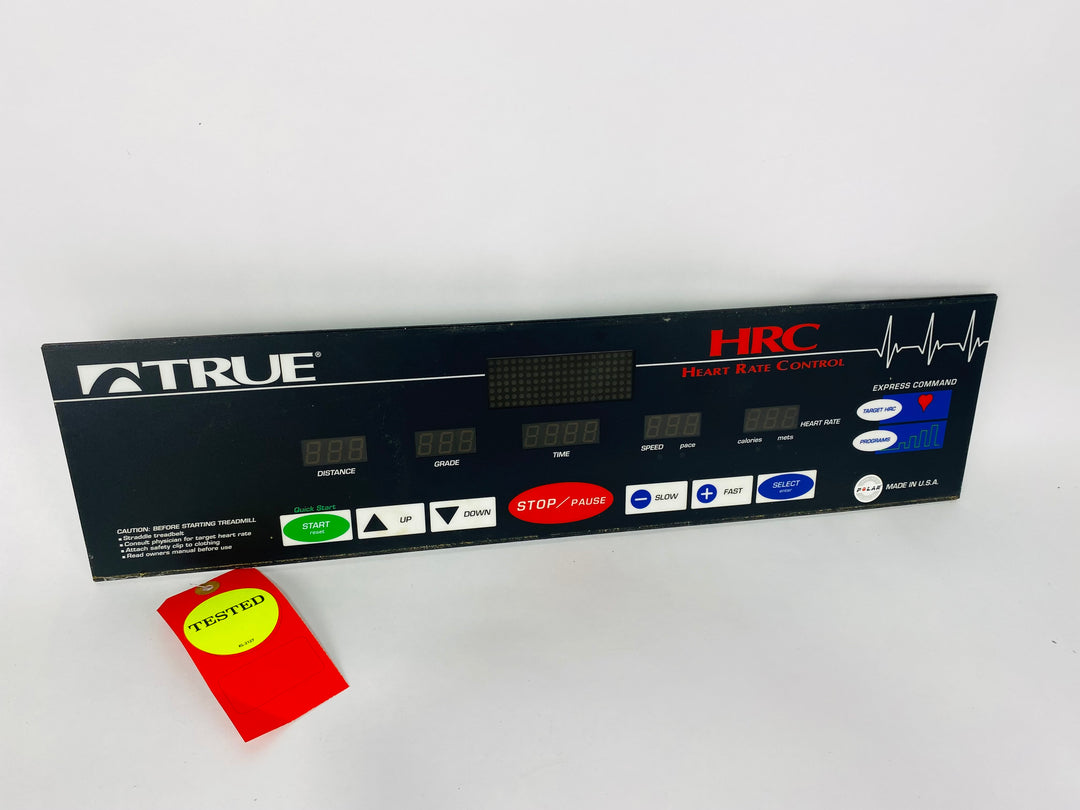 TRUE®
HRC
HEART RATE CONTROL
EXPRESS COMMAND
TARGET HRC
PROGRAMS
DISTANCE
GRADE
TIME
SPEED pace
calories mets
HEART RATE
Quick Start
START
reset
UP
DOWN
STOP/PAUSE
SLOW
FAST
SELECT
enter
POLAR
MADE IN U.S.A.
CAUTION: BEFORE STARTING TREADMILL
▪ Straddle treadbelt
▪ Consult physician for target heart rate
▪ Attach safety clip to clothing
▪ Read owners manual before use
TESTED